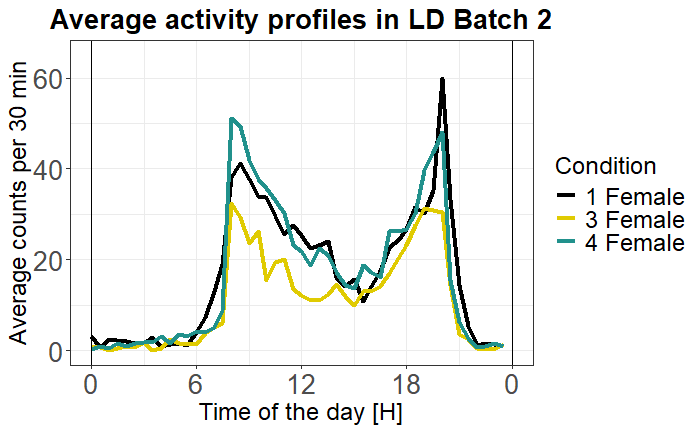 Average activity profiles in LD Batch 2
Average counts per 30 min
60
40
20
0
0 6 12 18 0
Time of the day [H]
Condition
1 Female
3 Female
4 Female